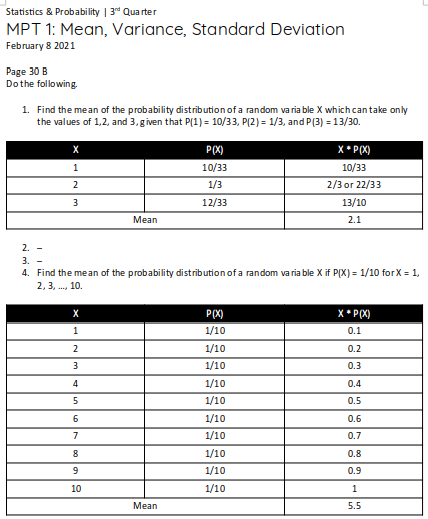 Statistics & Probability | 3rd Quarter
MPT 1: Mean, Variance, Standard Deviation
February 8 2021
Page 30 B
Do the following.
1. Find the mean of the probability distribution of a random variable X which can take only
the values of 1,2, and 3, given that P(1) = 10/33, P(2) = 1/3, and P(3) = 13/30.
X P(X) X * P(X)
1 10/33 10/33
2 1/3 2/3 or 22/33
3 12/33 13/10
Mean 2.1
2. –
3. –
4. Find the mean of the probability distribution of a random variable X if P(X) = 1/10 for X = 1,
2, 3, …, 10.
X P(X) X * P(X)
1 1/10 0.1
2 1/10 0.2
3 1/10 0.3
4 1/10 0.4
5 1/10 0.5
6 1/10 0.6
7 1/10 0.7
8 1/10 0.8
9 1/10 0.9
10 1/10 1
Mean 5.5